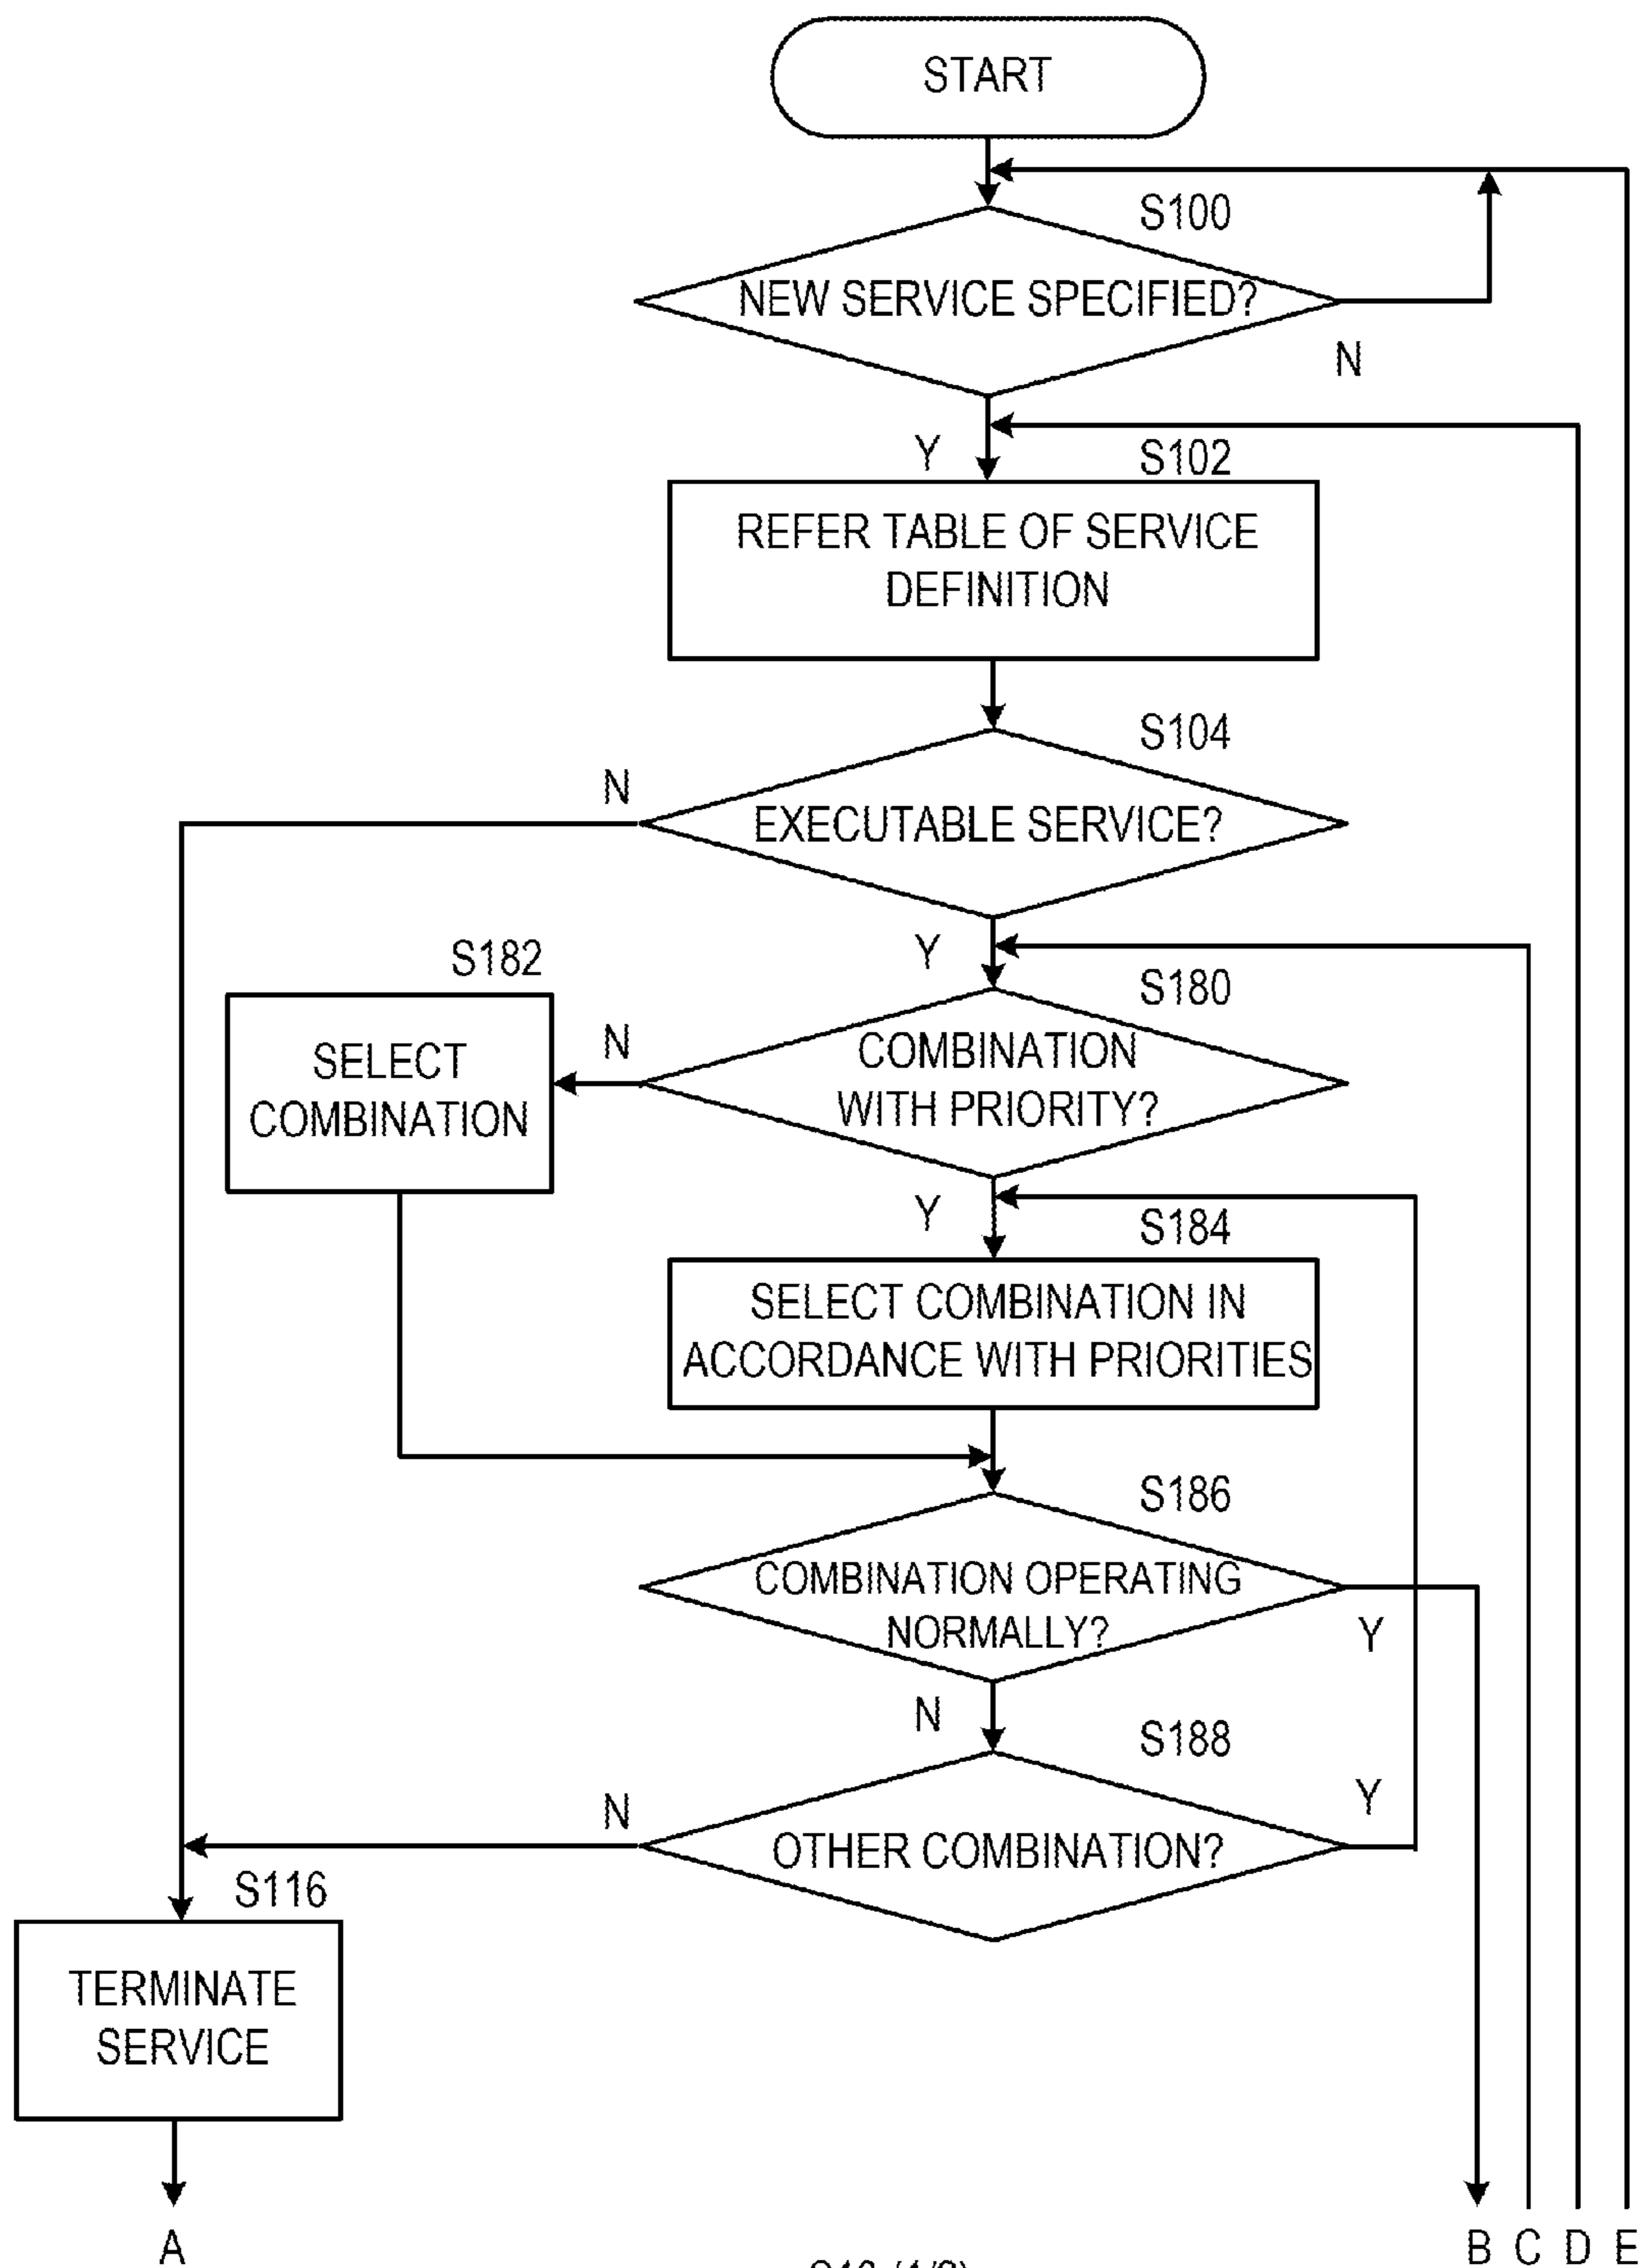 START
S100
NEW SERVICE SPECIFIED?
N
Y
S102
REFER TABLE OF SERVICE
DEFINITION
S104
N
EXECUTABLE SERVICE?
Y
S182
S180
SELECT
COMBINATION
N
COMBINATION
WITH PRIORITY?
Y
S184
SELECT COMBINATION IN
ACCORDANCE WITH PRIORITIES
S186
COMBINATION OPERATING
NORMALLY?
Y
N
S188
N
Y
OTHER COMBINATION?
S116
TERMINATE
SERVICE
A
B C D E